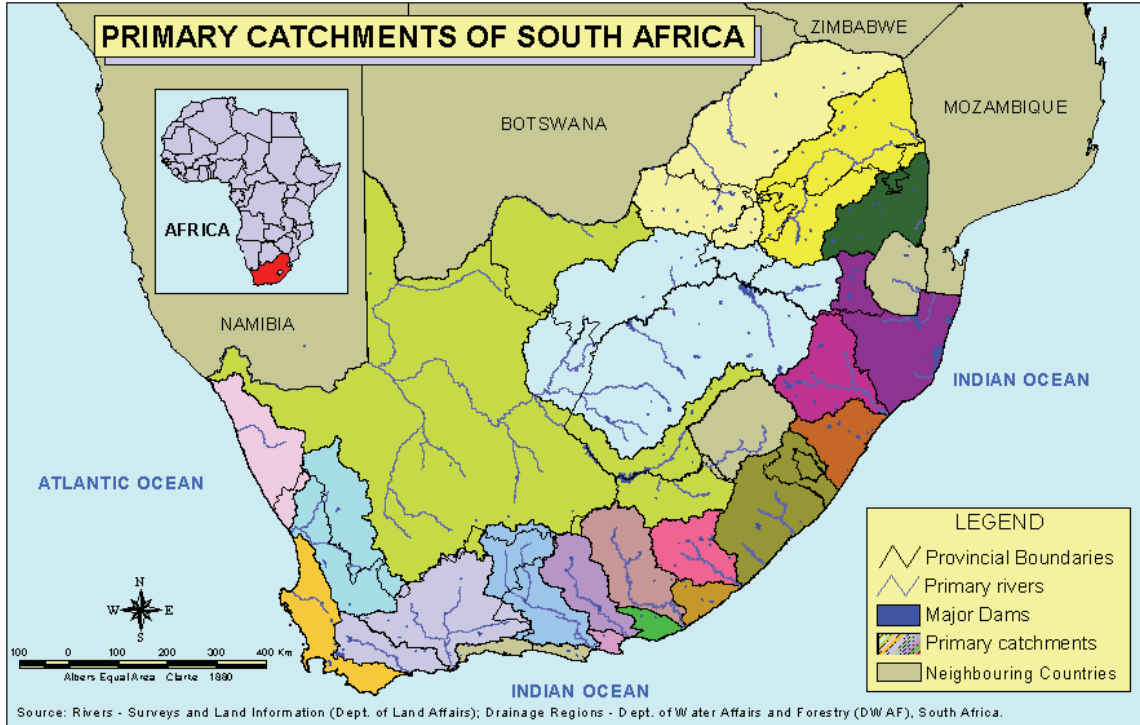 PRIMARY CATCHMENTS OF SOUTH AFRICA
ZIMBABWE
MOZAMBIQUE
BOTSWANA
AFRICA
NAMIBIA
INDIAN OCEAN
ATLANTIC OCEAN
LEGEND
Provincial Boundaries
Primary rivers
Major Dams
Primary catchments
Neighbouring Countries
N
W E
S
100 0 100 200 300 400 Km
Albers Equal Area Clarke 1880
INDIAN OCEAN
Source: Rivers - Surveys and Land Information (Dept. of Land Affairs); Drainage Regions - Dept. of Water Affairs and Forestry (DWAF), South Africa.